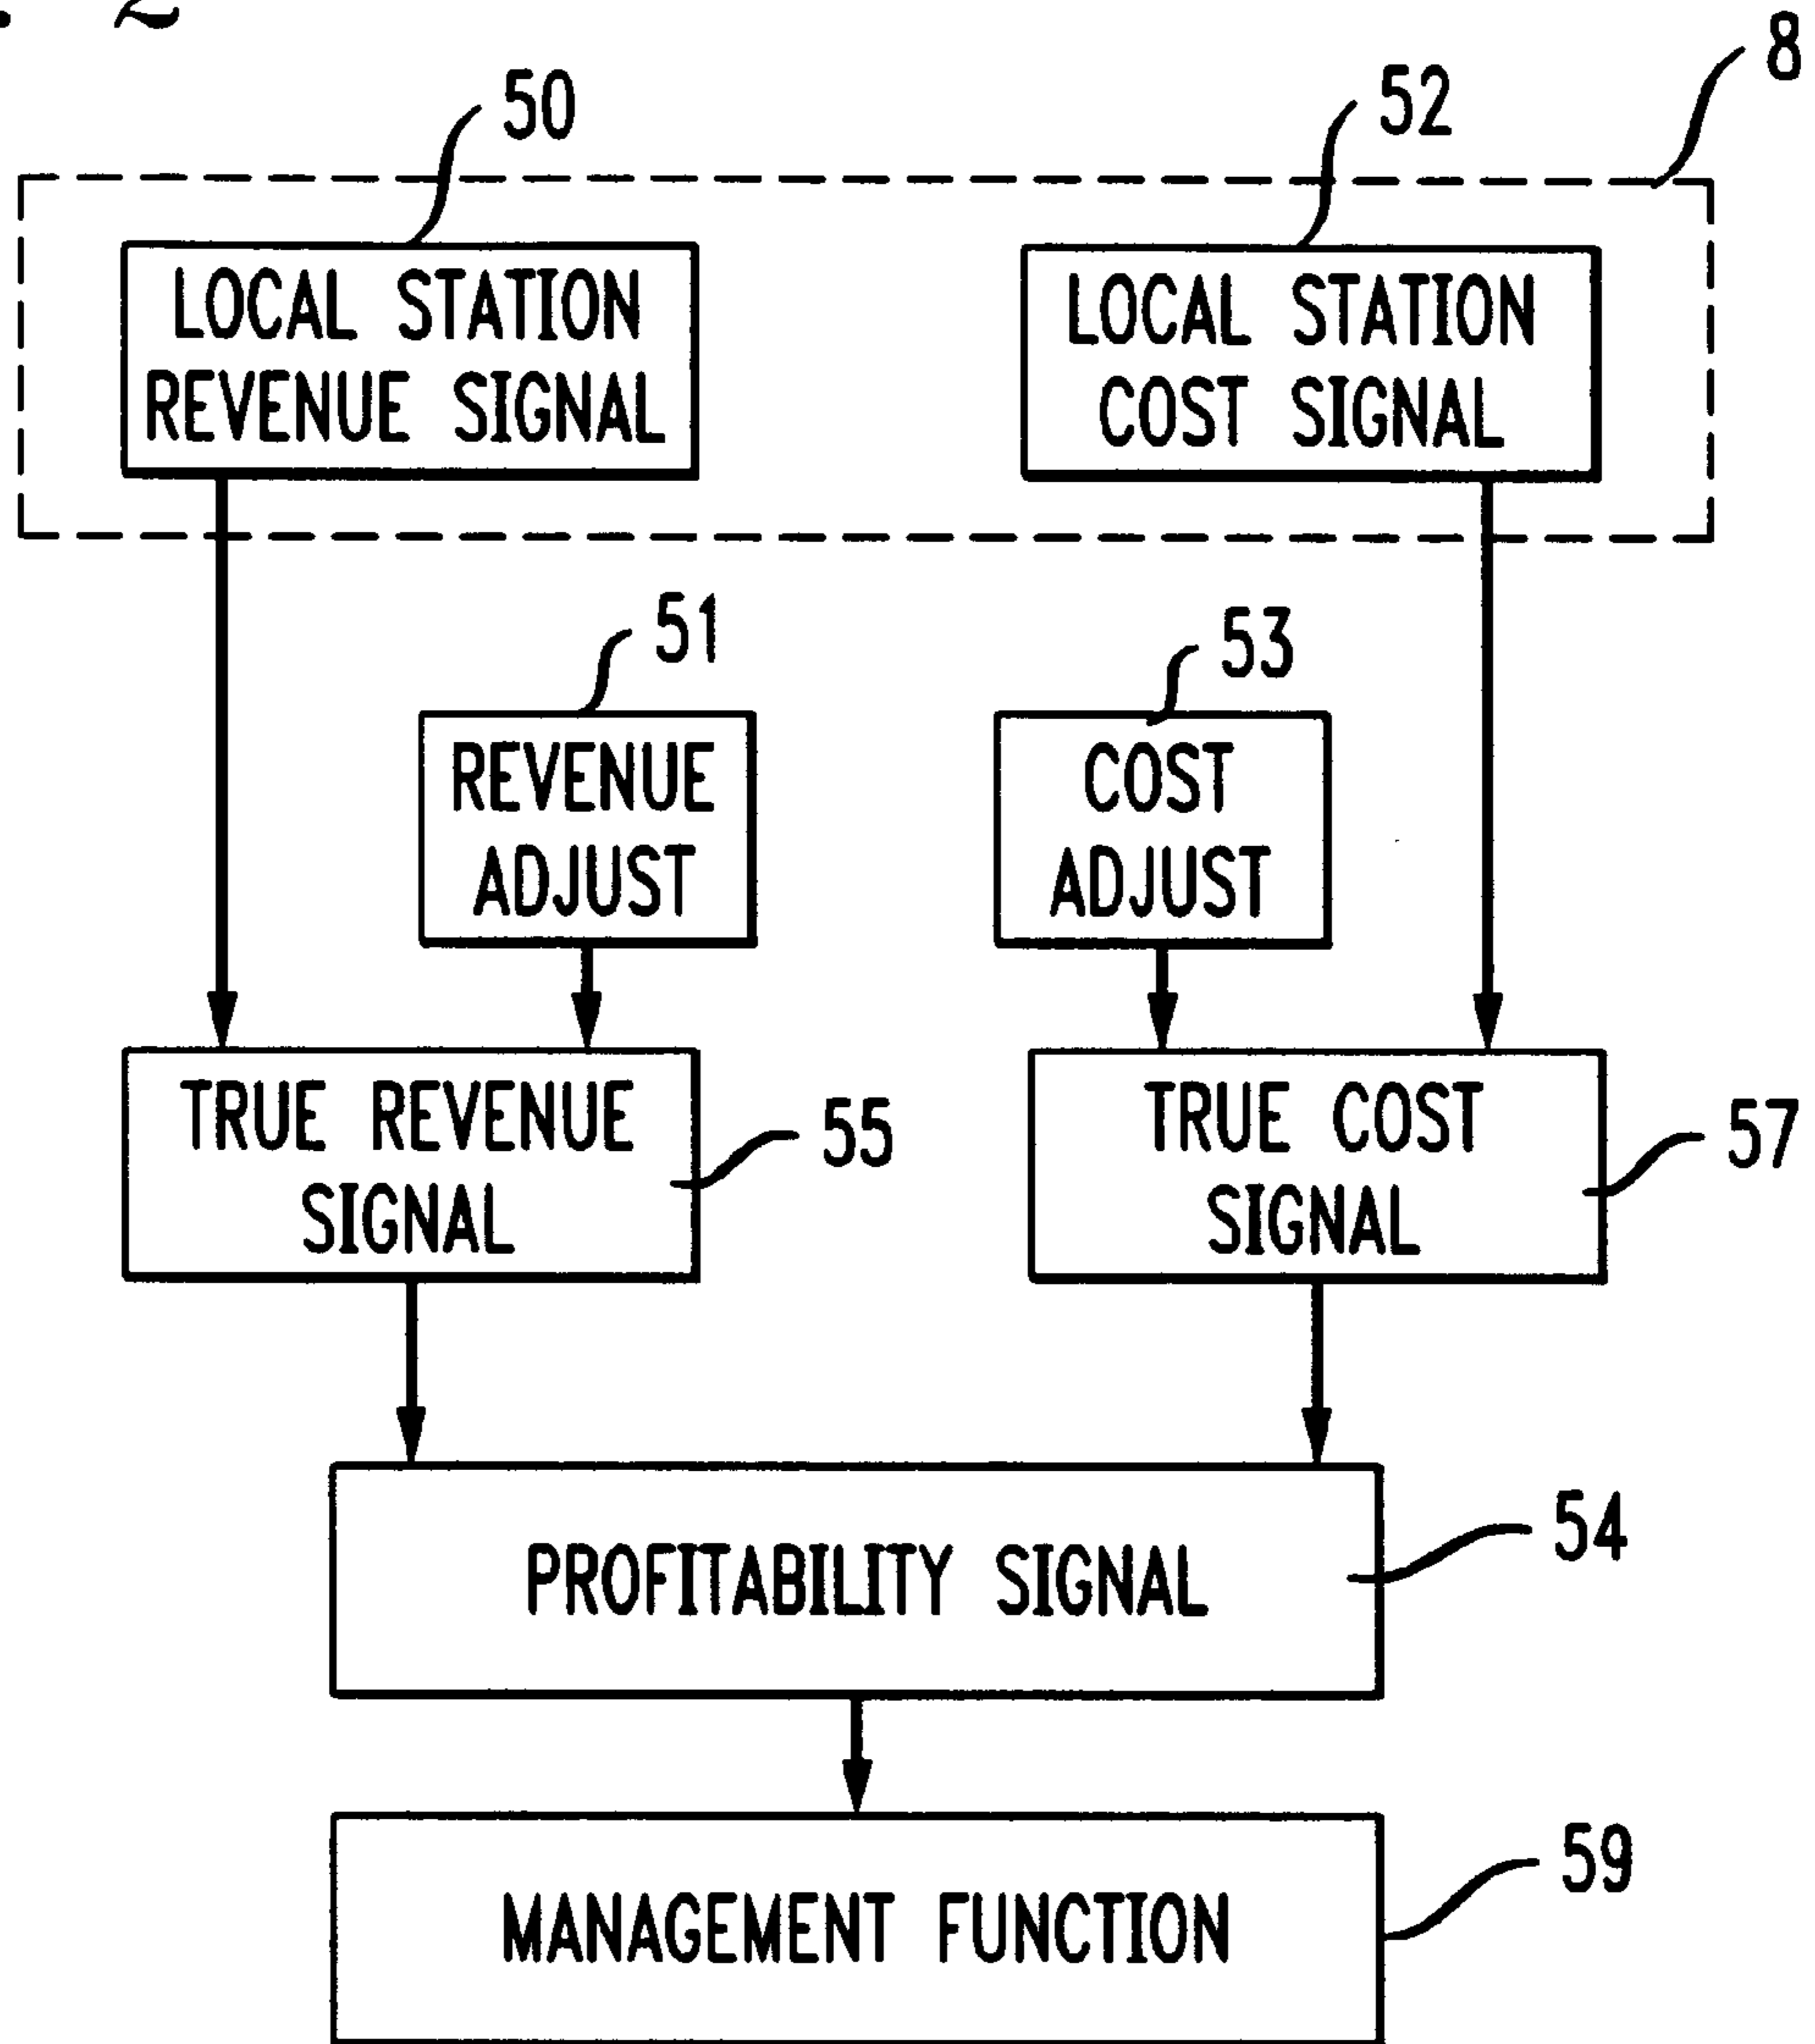 2
50
52
8
LOCAL STATION
REVENUE SIGNAL
LOCAL STATION
COST SIGNAL
51
53
REVENUE
ADJUST
COST
ADJUST
TRUE REVENUE
SIGNAL
55
TRUE COST
SIGNAL
57
PROFITABILITY SIGNAL
54
MANAGEMENT FUNCTION
59